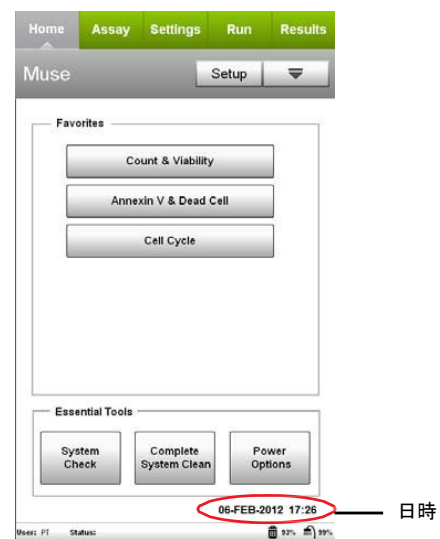 Home Assay Settings Run Results
Muse Setup
Favorites
Count & Viability
Annexin V & Dead Cell
Cell Cycle
Essential Tools
System Check
Complete System Clean
Power Options
06-FEB-2012 17:26
日時
User: PT Status: 93% 99%